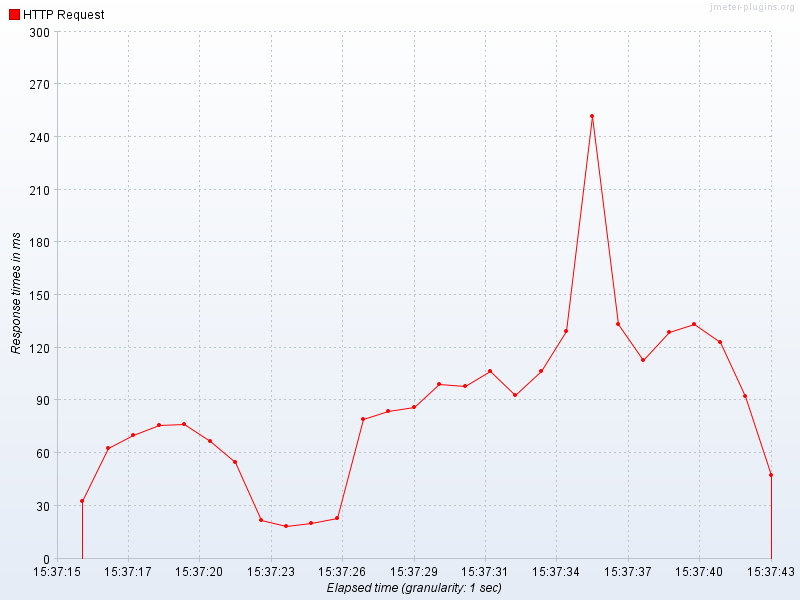 jmeter-plugins.org
HTTP Request
300
270
240
210
180
150
120
90
60
30
0
Response times in ms
15:37:15 15:37:17 15:37:20 15:37:23 15:37:26 15:37:29 15:37:31 15:37:34 15:37:37 15:37:40 15:37:43
Elapsed time (granularity: 1 sec)